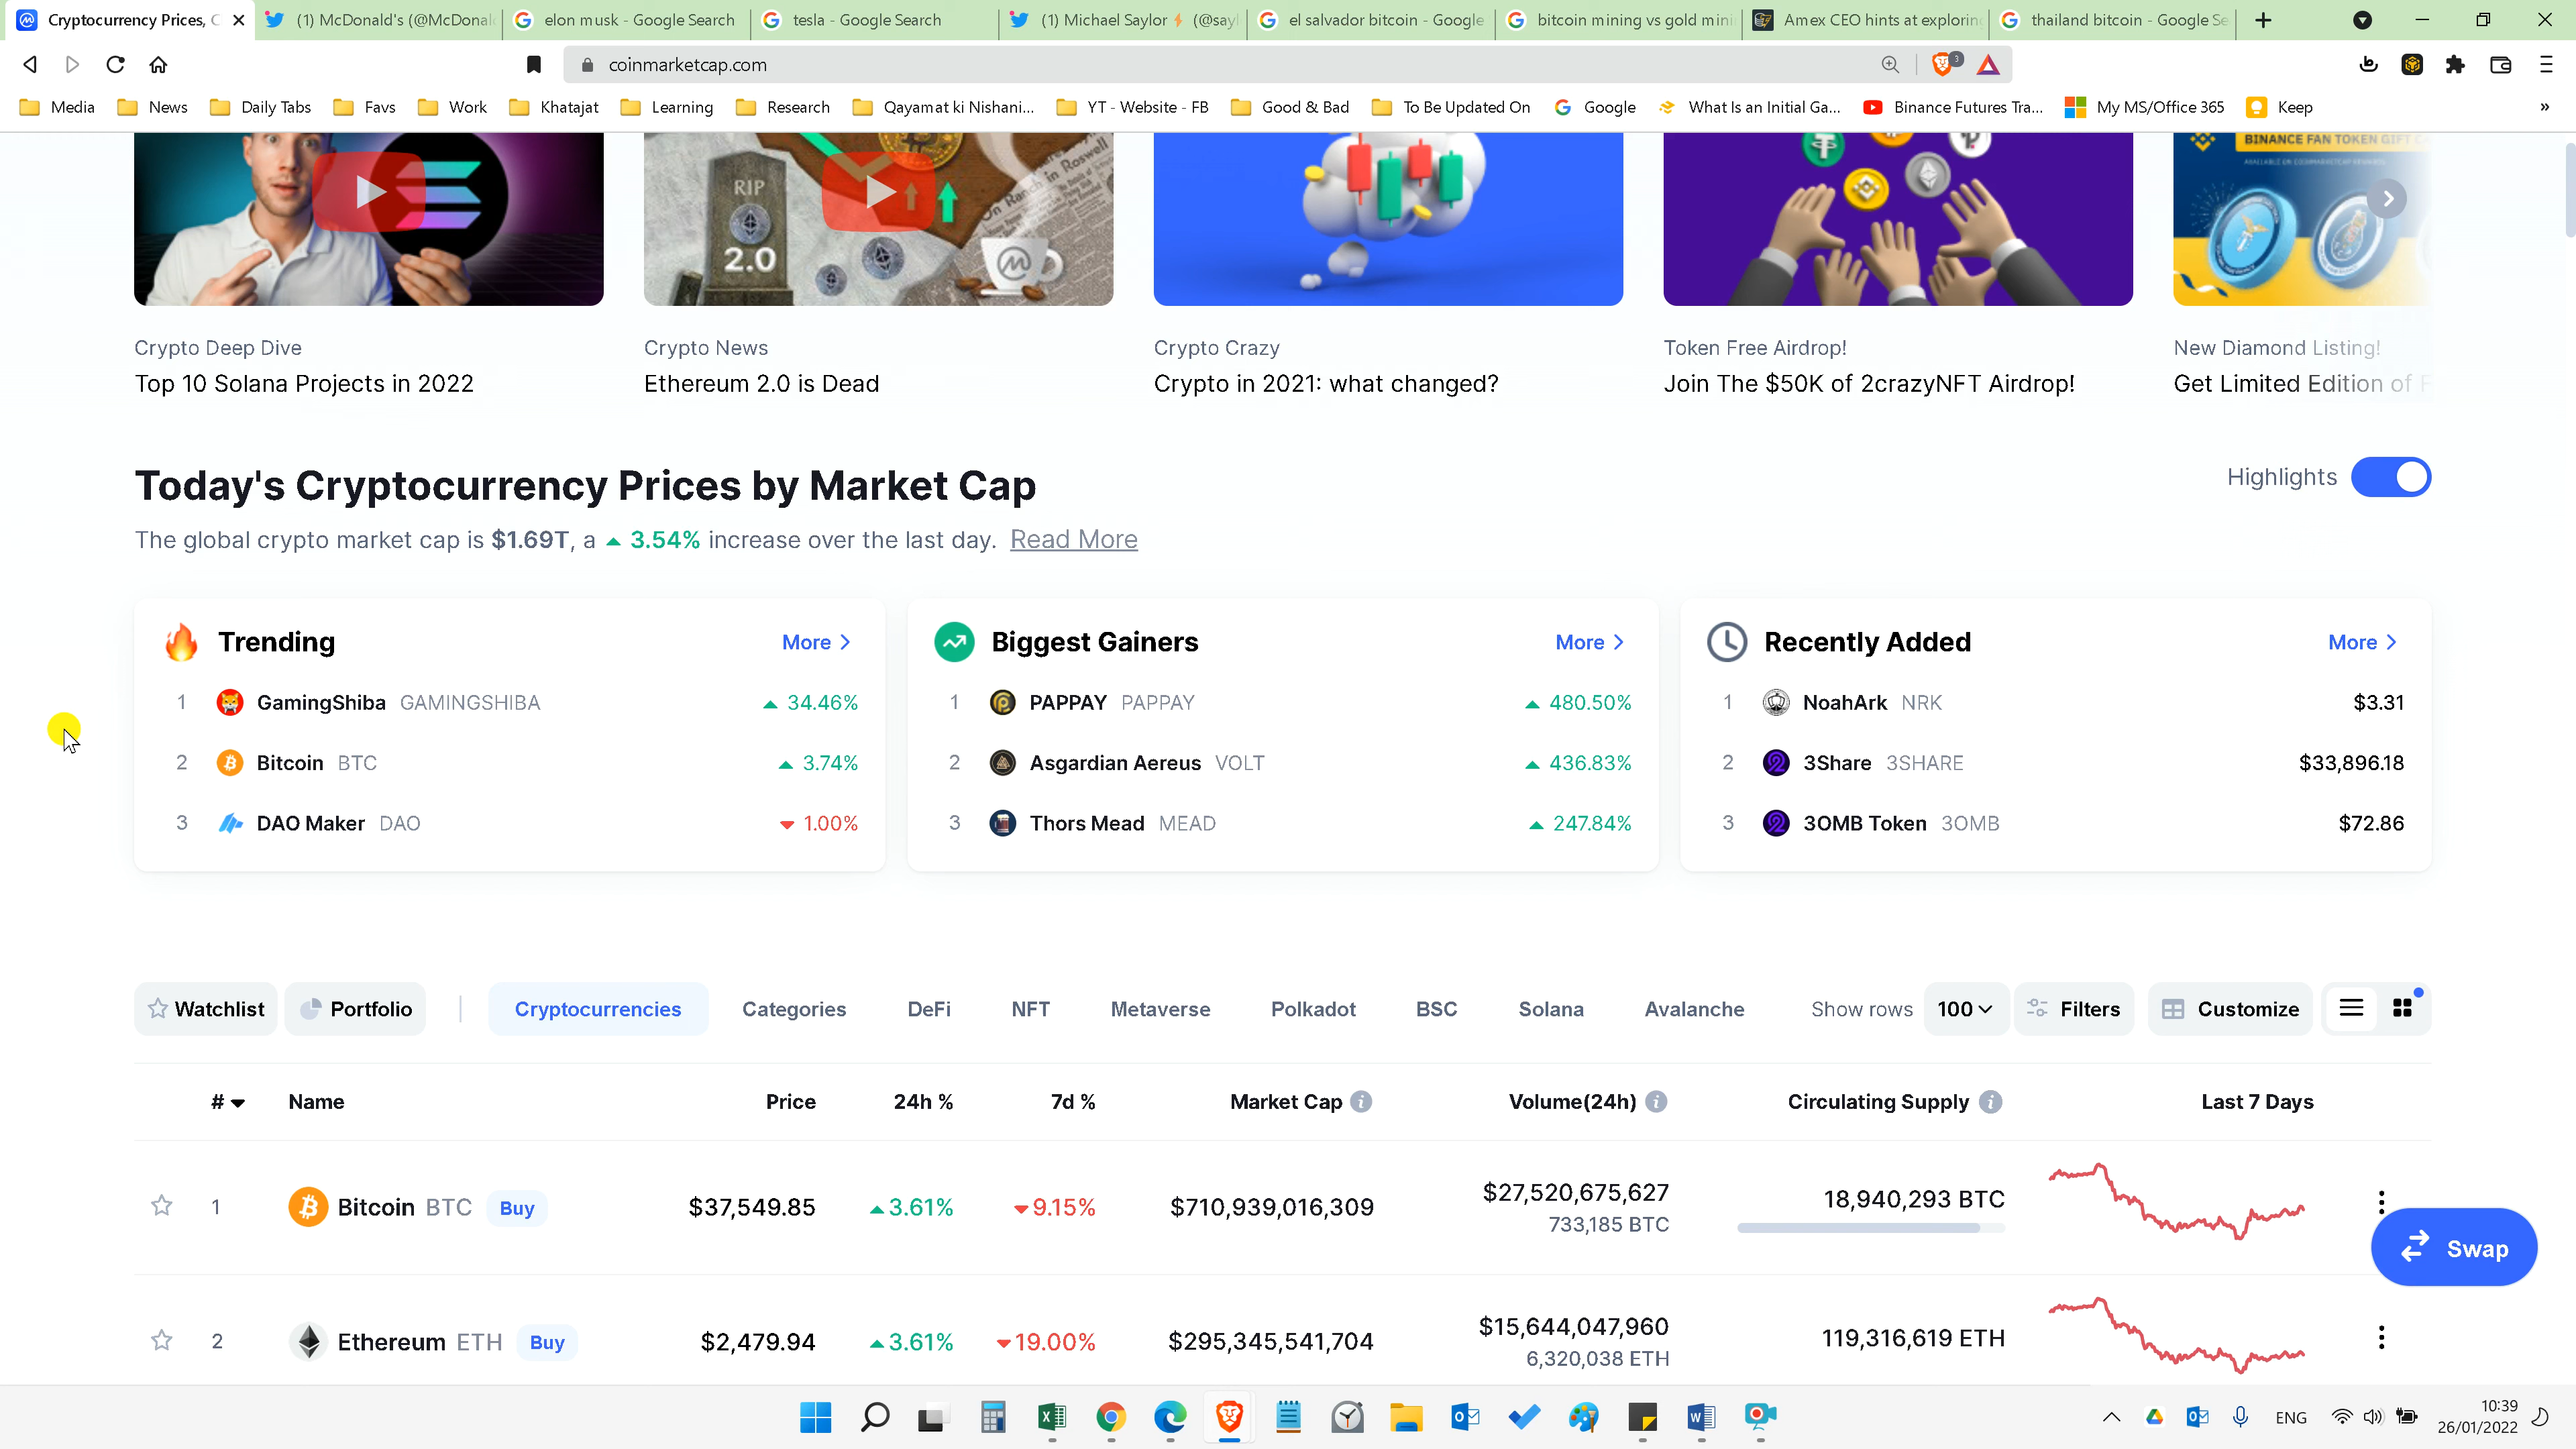 Cryptocurrency Prices, C
(1) McDonald's (@McDonal
elon musk - Google Search
tesla - Google Search
(1) Michael Saylor⚡ (@sayl
el salvador bitcoin - Google
bitcoin mining vs gold mini
Amex CEO hints at explorin
thailand bitcoin - Google Se
coinmarketcap.com
3
Media
News
Daily Tabs
Favs
Work
Khatajat
Learning
Research
Qayamat ki Nishani...
YT - Website - FB
Good & Bad
To Be Updated On
Google
What Is an Initial Ga...
Binance Futures Tra...
My MS/Office 365
Keep
»
RIP
2.0
On Ranch in Roswell
BINANCE FAN TOKEN GIFT
Crypto Deep Dive
Top 10 Solana Projects in 2022
Crypto News
Ethereum 2.0 is Dead
Crypto Crazy
Crypto in 2021: what changed?
Token Free Airdrop!
Join The $50K of 2crazyNFT Airdrop!
New Diamond Listing!
Get Limited Edition of F
Today's Cryptocurrency Prices by Market Cap
Highlights
The global crypto market cap is $1.69T, a ▲ 3.54% increase over the last day. Read More
Trending More >
1 GamingShiba GAMINGSHIBA ▲ 34.46%
2 Bitcoin BTC ▲ 3.74%
3 DAO Maker DAO ▼ 1.00%
Biggest Gainers More >
1 PAPPAY PAPPAY ▲ 480.50%
2 Asgardian Aereus VOLT ▲ 436.83%
3 Thors Mead MEAD ▲ 247.84%
Recently Added More >
1 NoahArk NRK $3.31
2 3Share 3SHARE $33,896.18
3 3OMB Token 3OMB $72.86
Watchlist Portfolio Cryptocurrencies Categories DeFi NFT Metaverse Polkadot BSC Solana Avalanche Show rows 100 Filters Customize
# Name Price 24h % 7d % Market Cap Volume(24h) Circulating Supply Last 7 Days
1 Bitcoin BTC Buy $37,549.85 ▲3.61% ▼9.15% $710,939,016,309 $27,520,675,627 18,940,293 BTC
733,185 BTC
Swap
2 Ethereum ETH Buy $2,479.94 ▲3.61% ▼19.00% $295,345,541,704 $15,644,047,960 119,316,619 ETH
6,320,038 ETH
ENG
10:39
26/01/2022